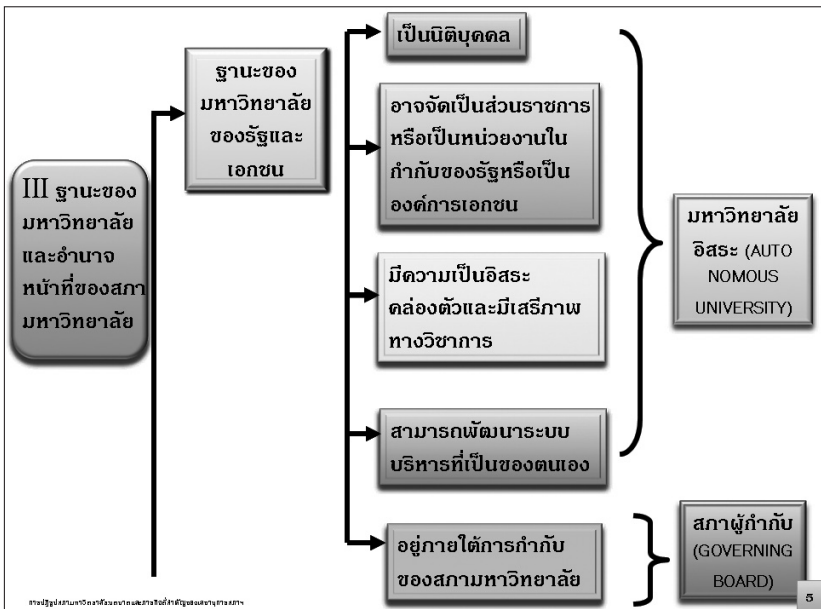 III ฐานะของ
มหาวิทยาลัย
และอำนาจ
หน้าที่ของสภา
มหาวิทยาลัย
ฐานะของ
มหาวิทยาลัย
ของรัฐและ
เอกชน
เป็นนิติบุคคล
อาจจัดเป็นส่วนราชการ
หรือเป็นหน่วยงานใน
กำกับของรัฐหรือเป็น
องค์การเอกชน
มีความเป็นอิสระ
คล่องตัวและมีเสรีภาพ
ทางวิชาการ
สามารถพัฒนาระบบ
บริหารที่เป็นของตนเอง
อยู่ภายใต้การกำกับ
ของสภามหาวิทยาลัย
มหาวิทยาลัย
อิสระ (AUTO
NOMOUS
UNIVERSITY)
สภาผู้กำกับ
(GOVERNING
BOARD)
5